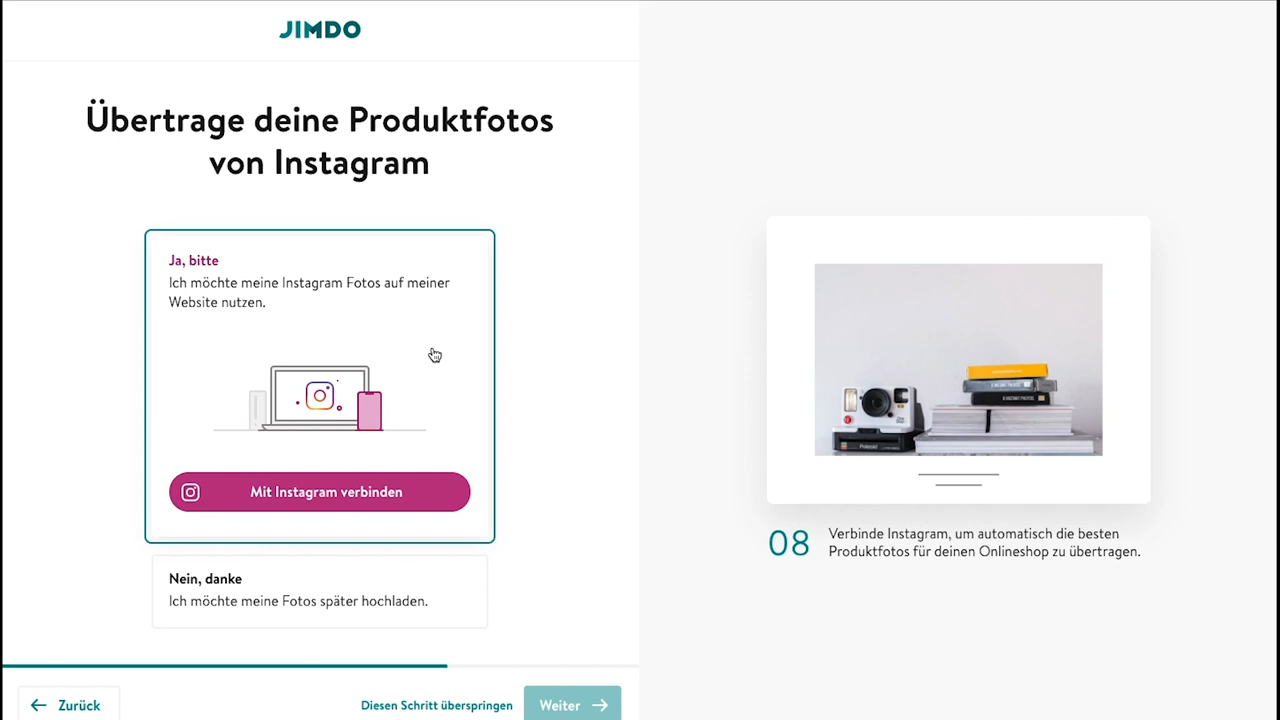 JIMDO
Übertrage deine Produktfotos
von Instagram
Ja, bitte
Ich möchte meine Instagram Fotos auf meiner
Website nutzen.
Mit Instagram verbinden
Nein, danke
Ich möchte meine Fotos später hochladen.
Zurück
Diesen Schritt überspringen
Weiter
Polaroid
08
Verbinde Instagram, um automatisch die besten
Produktfotos für deinen Onlineshop zu übertragen.